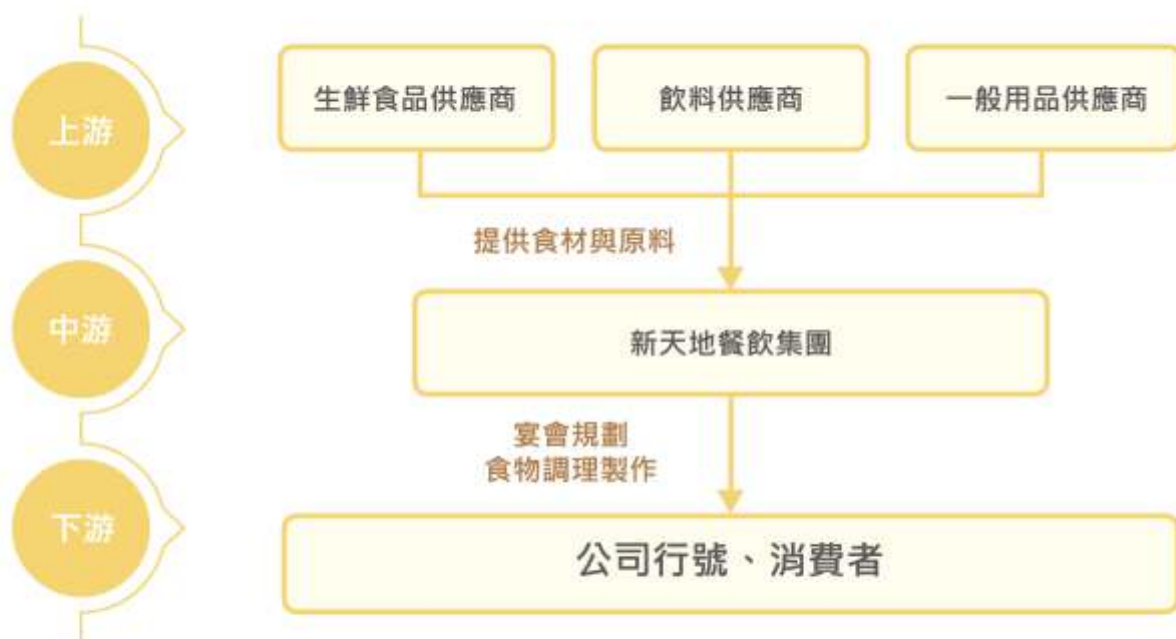 上游
生鮮食品供應商
飲料供應商
一般用品供應商
提供食材與原料
中游
新天地餐飲集團
宴會規劃
食物調理製作
下游
公司行號、消費者